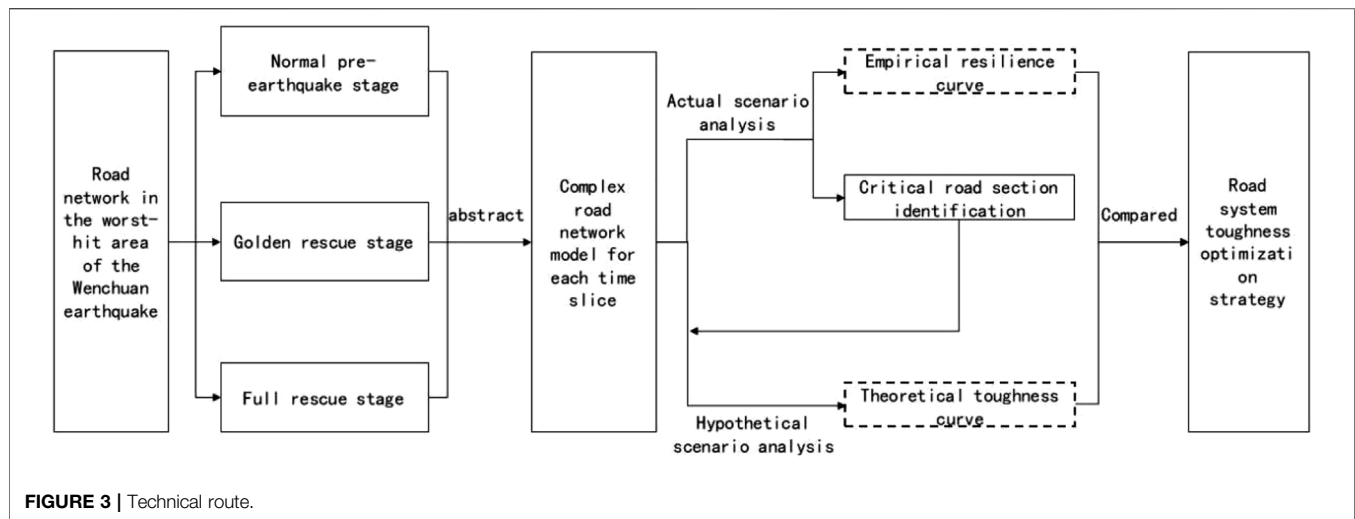 Road
network in
the worst-
hit area
of the
Wenchuan
earthquake
Normal pre-
earthquake stage
Golden rescue stage
Full rescue stage
abstract
Complex
road
network
model for
each time
slice
Actual scenario
analysis
Hypothetical
scenario analysis
Empirical resilience
curve
Critical road section
identification
Theoretical toughness
curve
Compared
Road
system
toughness
optimizati
on
strategy
FIGURE 3 | Technical route.